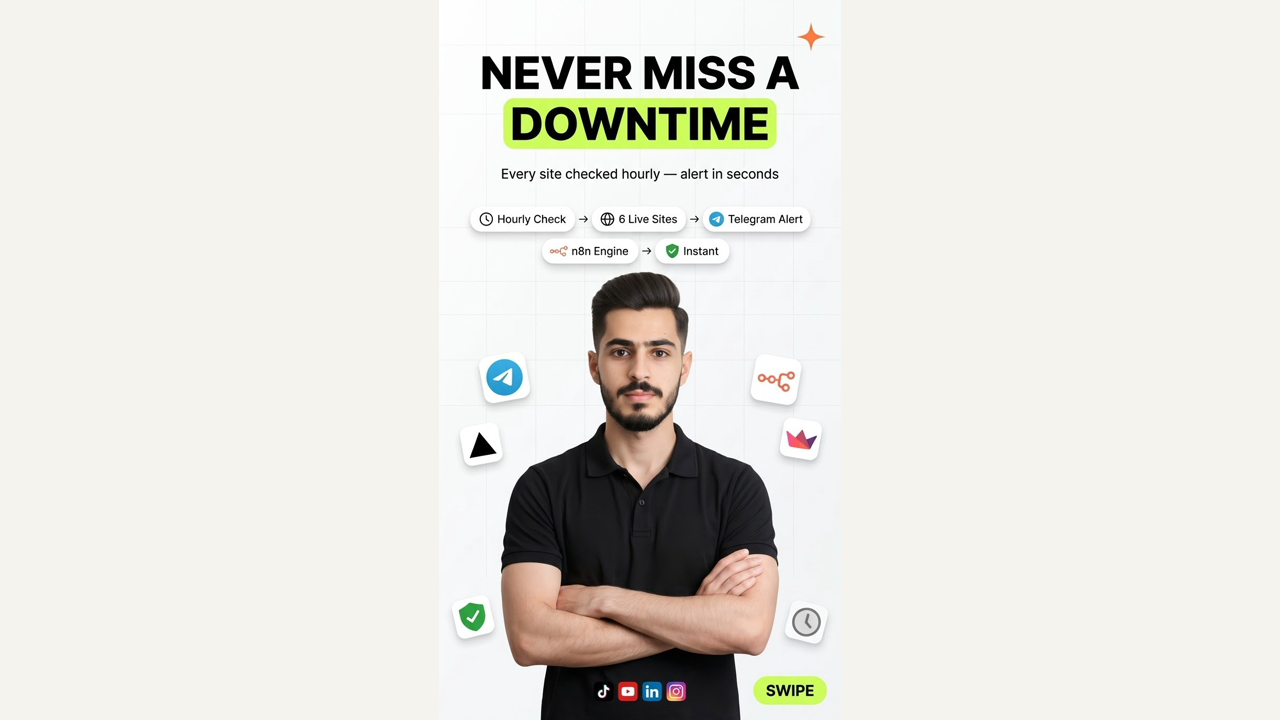 NEVER MISS A
DOWNTIME
Every site checked hourly — alert in seconds
Hourly Check → 6 Live Sites → Telegram Alert
n8n Engine → Instant
SWIPE